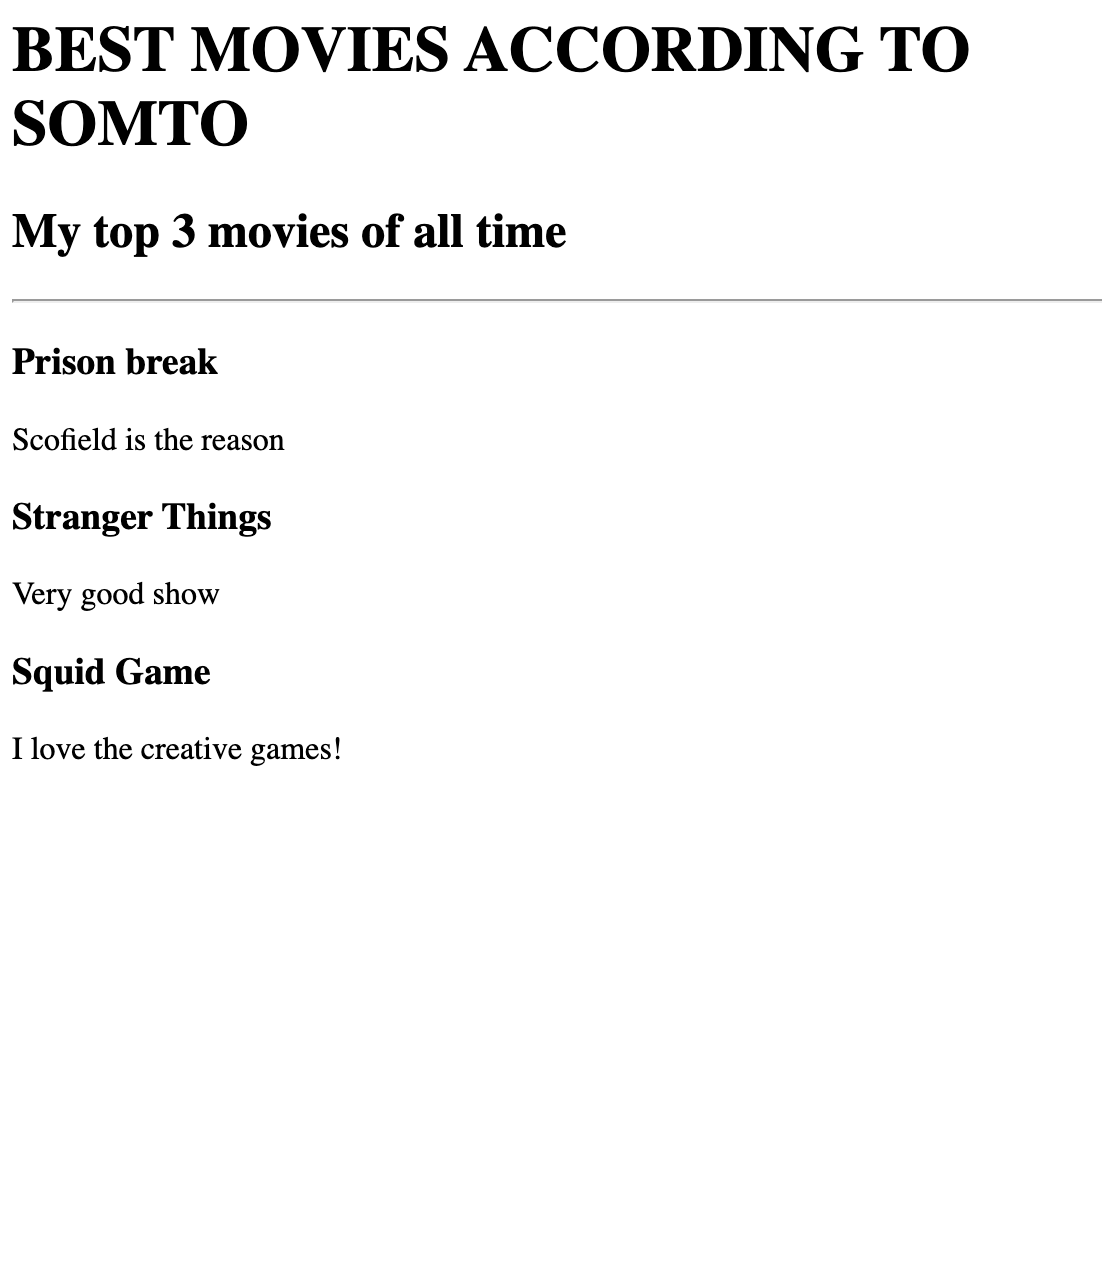 BEST MOVIES ACCORDING TO
SOMTO
My top 3 movies of all time
Prison break
Scofield is the reason
Stranger Things
Very good show
Squid Game
I love the creative games!